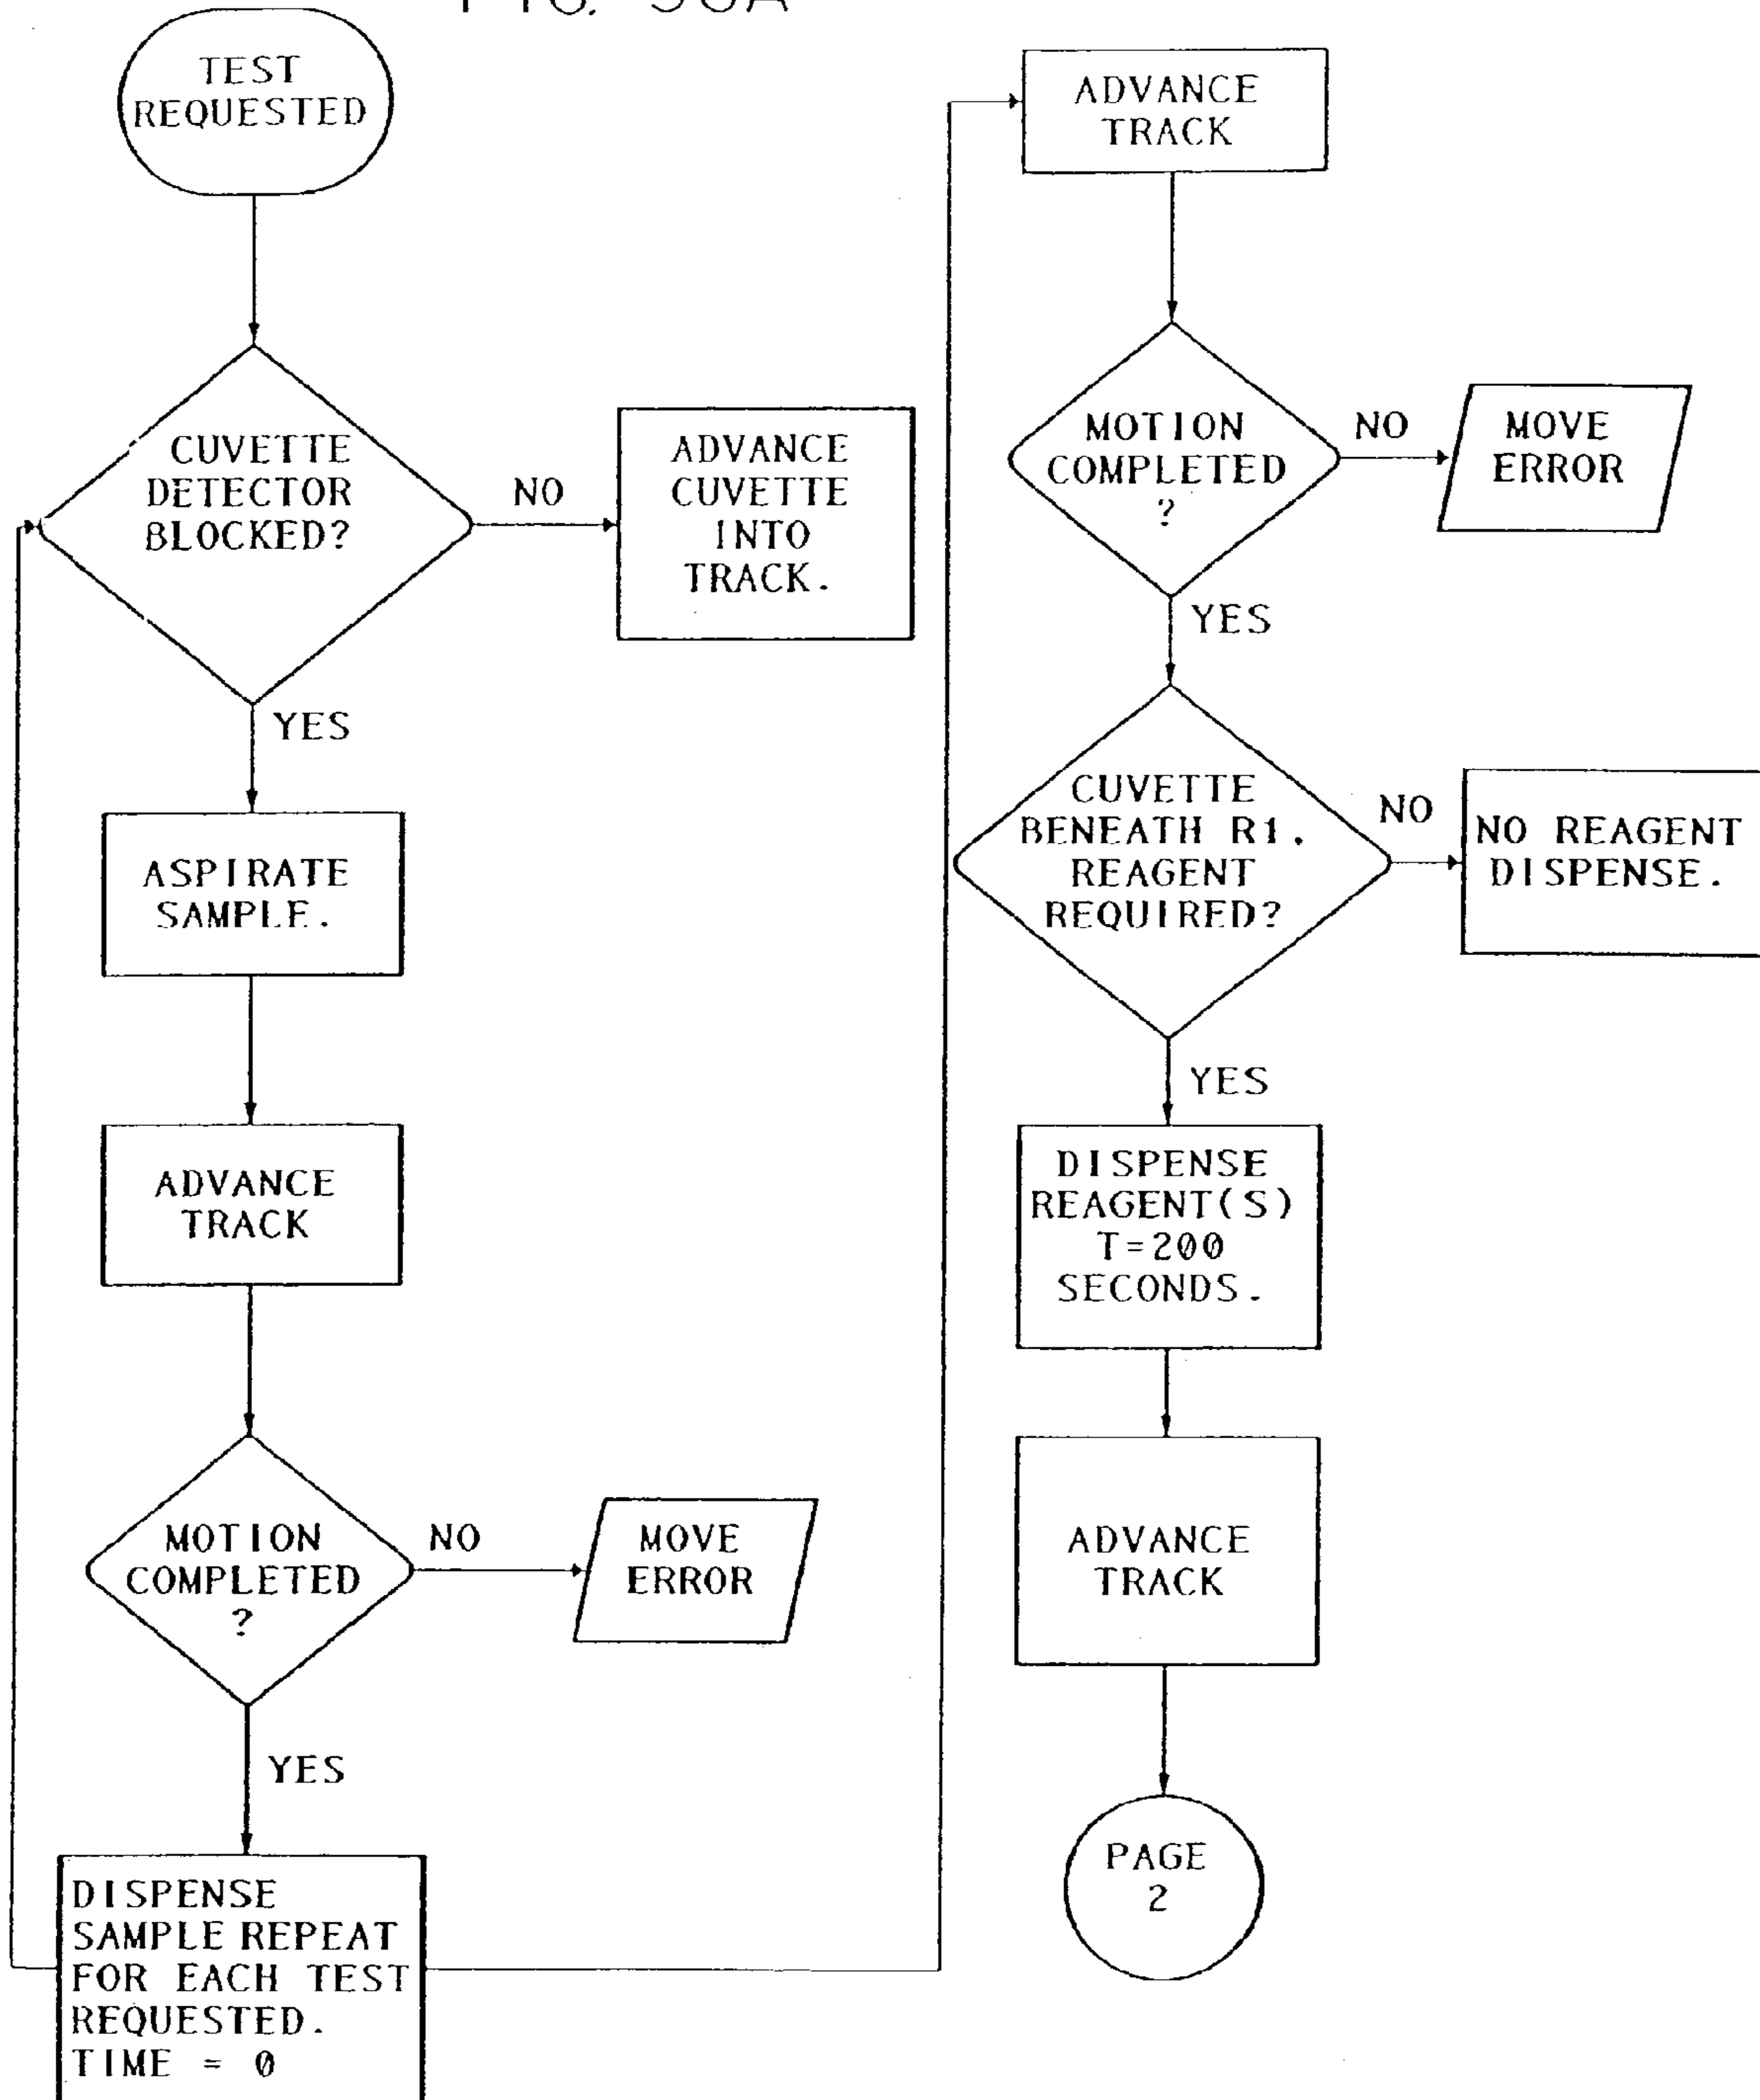 TEST
REQUESTED
CUVETTE
DETECTOR
BLOCKED?
NO
ADVANCE
CUVETTE
INTO
TRACK.
YES
ASPIRATE
SAMPLE.
ADVANCE
TRACK
MOTION
COMPLETED
?
NO
MOVE
ERROR
YES
DISPENSE
SAMPLE REPEAT
FOR EACH TEST
REQUESTED.
TIME = 0
ADVANCE
TRACK
MOTION
COMPLETED
?
NO
MOVE
ERROR
YES
CUVETTE
BENEATH R1.
REAGENT
REQUIRED?
NO
NO REAGENT
DISPENSE.
YES
DISPENSE
REAGENT(S)
T=200
SECONDS.
ADVANCE
TRACK
PAGE
2